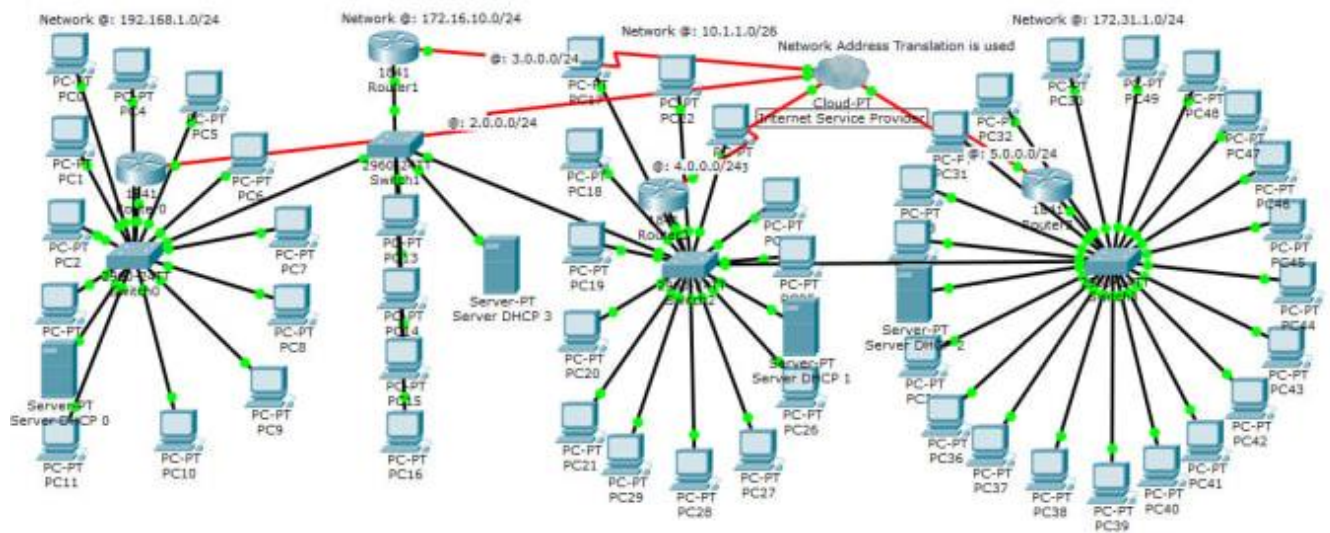 Network @: 192.168.1.0/24
Network @: 172.16.10.0/24
Network @: 10.1.1.0/26
Network Address Translation is used
Network @: 172.31.1.0/24
PC-PT
PC0
PC-PT
PC4
PC-PT
PC5
PC-PT
PC1
PC-PT
PC6
1841
PC-PT
PC2
PC-PT
PC7
PC-PT
PC8
PC-PT
PC-PT
PC9
PC-PT
PC10
PC-PT
PC11
Server-PT
Server DHCP 0
1841
Router1
@: 3.0.0.0/24
@: 2.0.0.0/24
Switch1
PC-PT
PC-PT
PC-PT
PC15
PC-PT
PC16
Server-PT
Server DHCP 3
PC-PT
PC-PT
PC-PT
PC18
PC-PT
PC19
PC-PT
PC20
PC-PT
PC21
PC-PT
PC29
PC-PT
PC28
PC-PT
PC27
PC-PT
PC26
@: 4.0.0.0/24
Server-PT
Server DHCP 1
Cloud-PT
Internet Service Provider
@: 5.0.0.0/24
1841
PC-PT
PC31
PC-PT
PC32
PC-PT
PC30
PC-PT
PC49
PC-PT
PC48
PC-PT
PC47
PC-PT
PC46
PC-PT
PC45
PC-PT
PC44
PC-PT
PC43
PC-PT
PC42
PC-PT
PC41
PC-PT
PC40
PC-PT
PC39
PC-PT
PC38
PC-PT
PC37
PC-PT
PC36
PC-PT
Server-PT